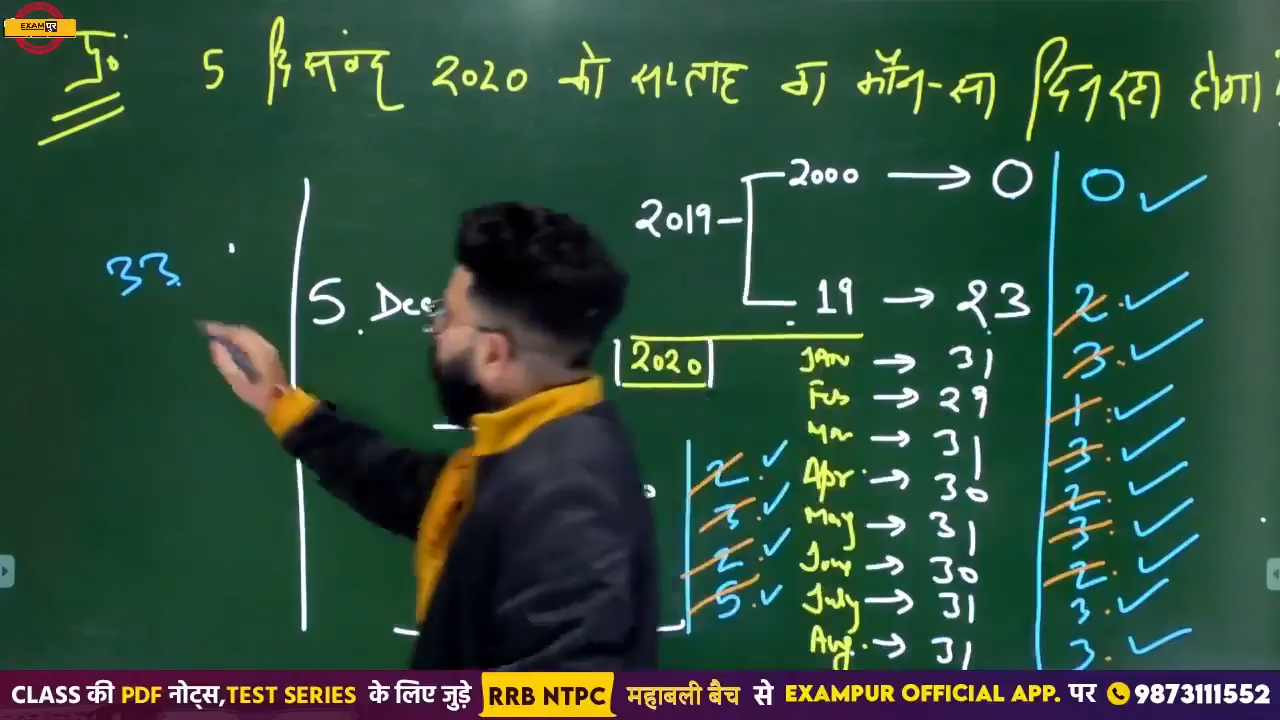 EXAMपुर
प्र० 5 दिसंबर 2020 को सप्ताह का कौन-सा दिन रहा होगा
2000 → 0 | 0 ✓
2019
33
19 → 23 2 ✓
5 Dec
2020
JAN → 31 3 ✓
Feb → 29 1 ✓
Mar → 31 3 ✓
2 ✓ Apr → 30 2 ✓
3 ✓ May → 31 3 ✓
2 ✓ June → 30 2 ✓
5 ✓ July → 31 3 ✓
Aug → 31 3 ✓
CLASS की PDF नोट्स,TEST SERIES के लिए जुड़े RRB NTPC महाबली बैच से EXAMPUR OFFICIAL APP. पर 9873111552